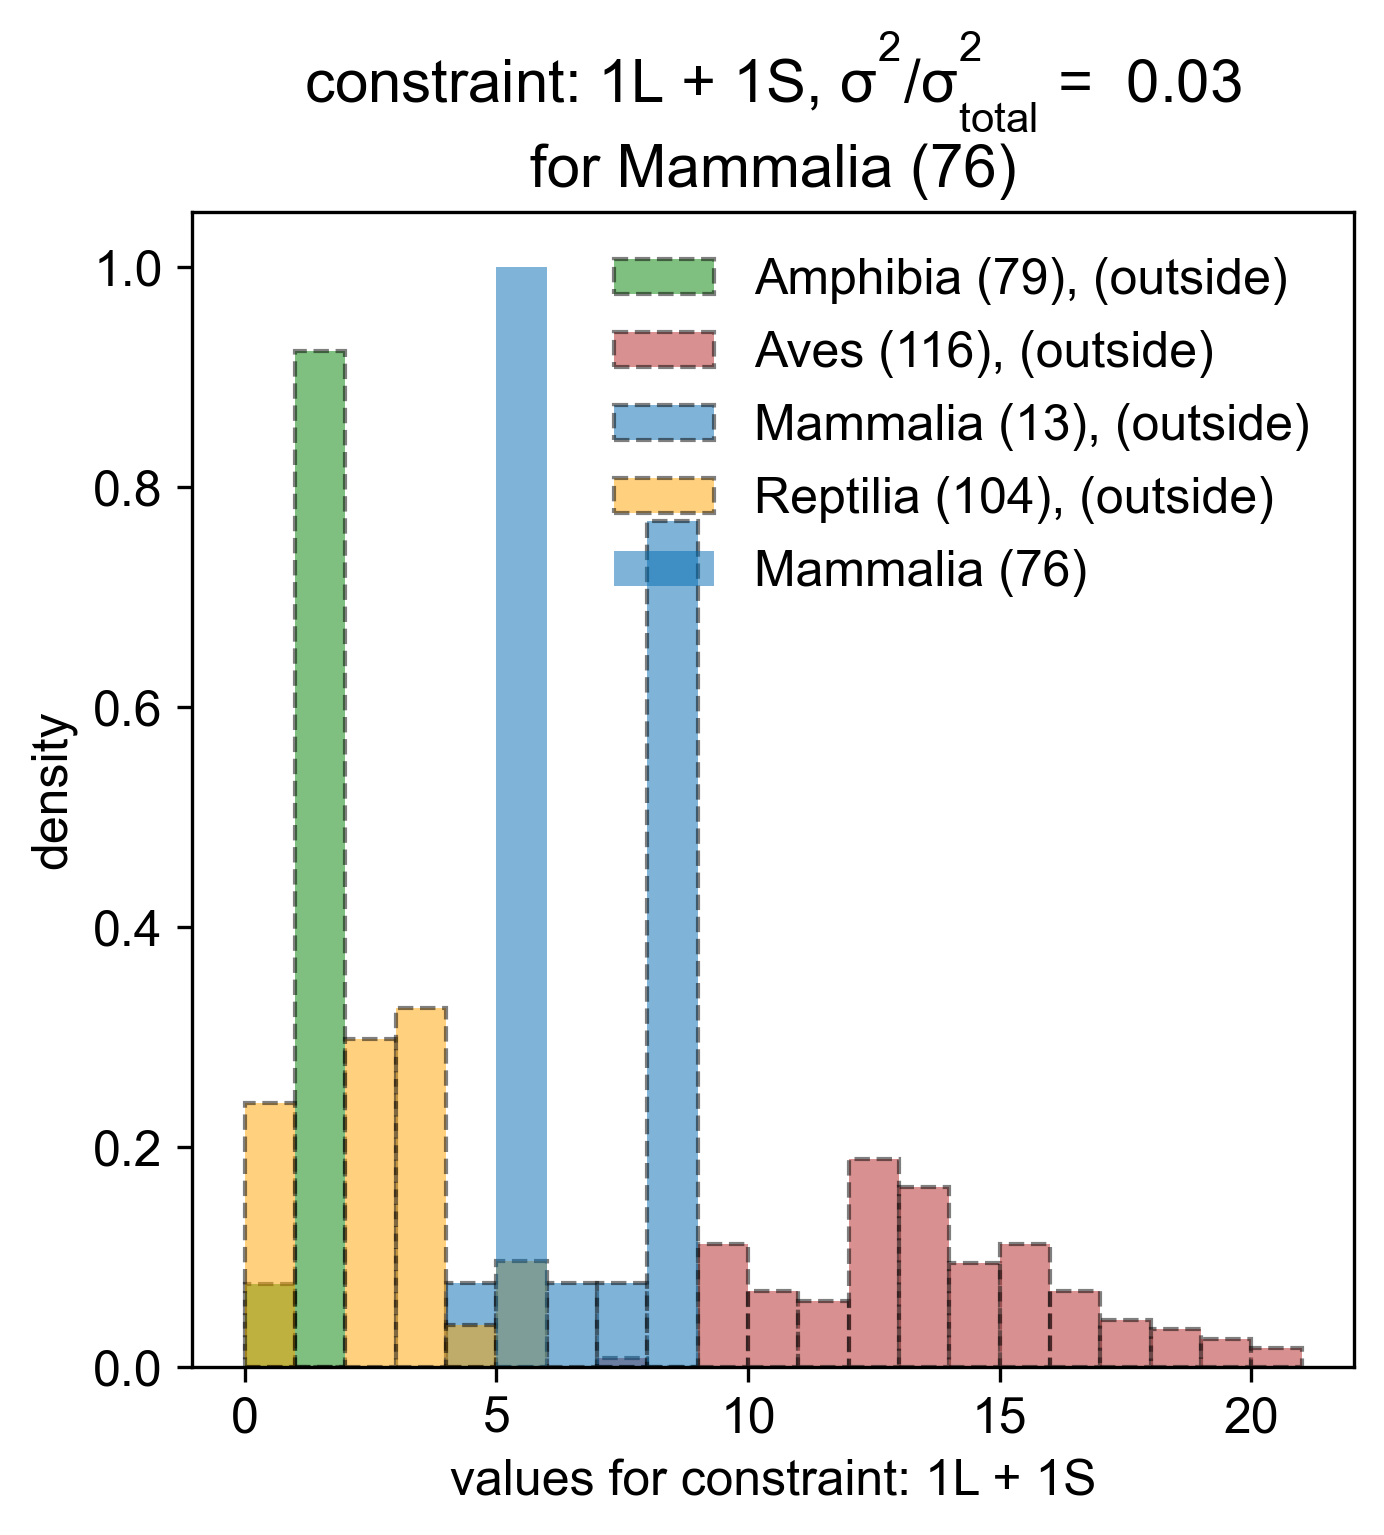 constraint: 1L + 1S, σ²/σ²total = 0.03
for Mammalia (76)
1.0
0.8
0.6
0.4
0.2
0.0
density
Amphibia (79), (outside)
Aves (116), (outside)
Mammalia (13), (outside)
Reptilia (104), (outside)
Mammalia (76)
0 5 10 15 20
values for constraint: 1L + 1S